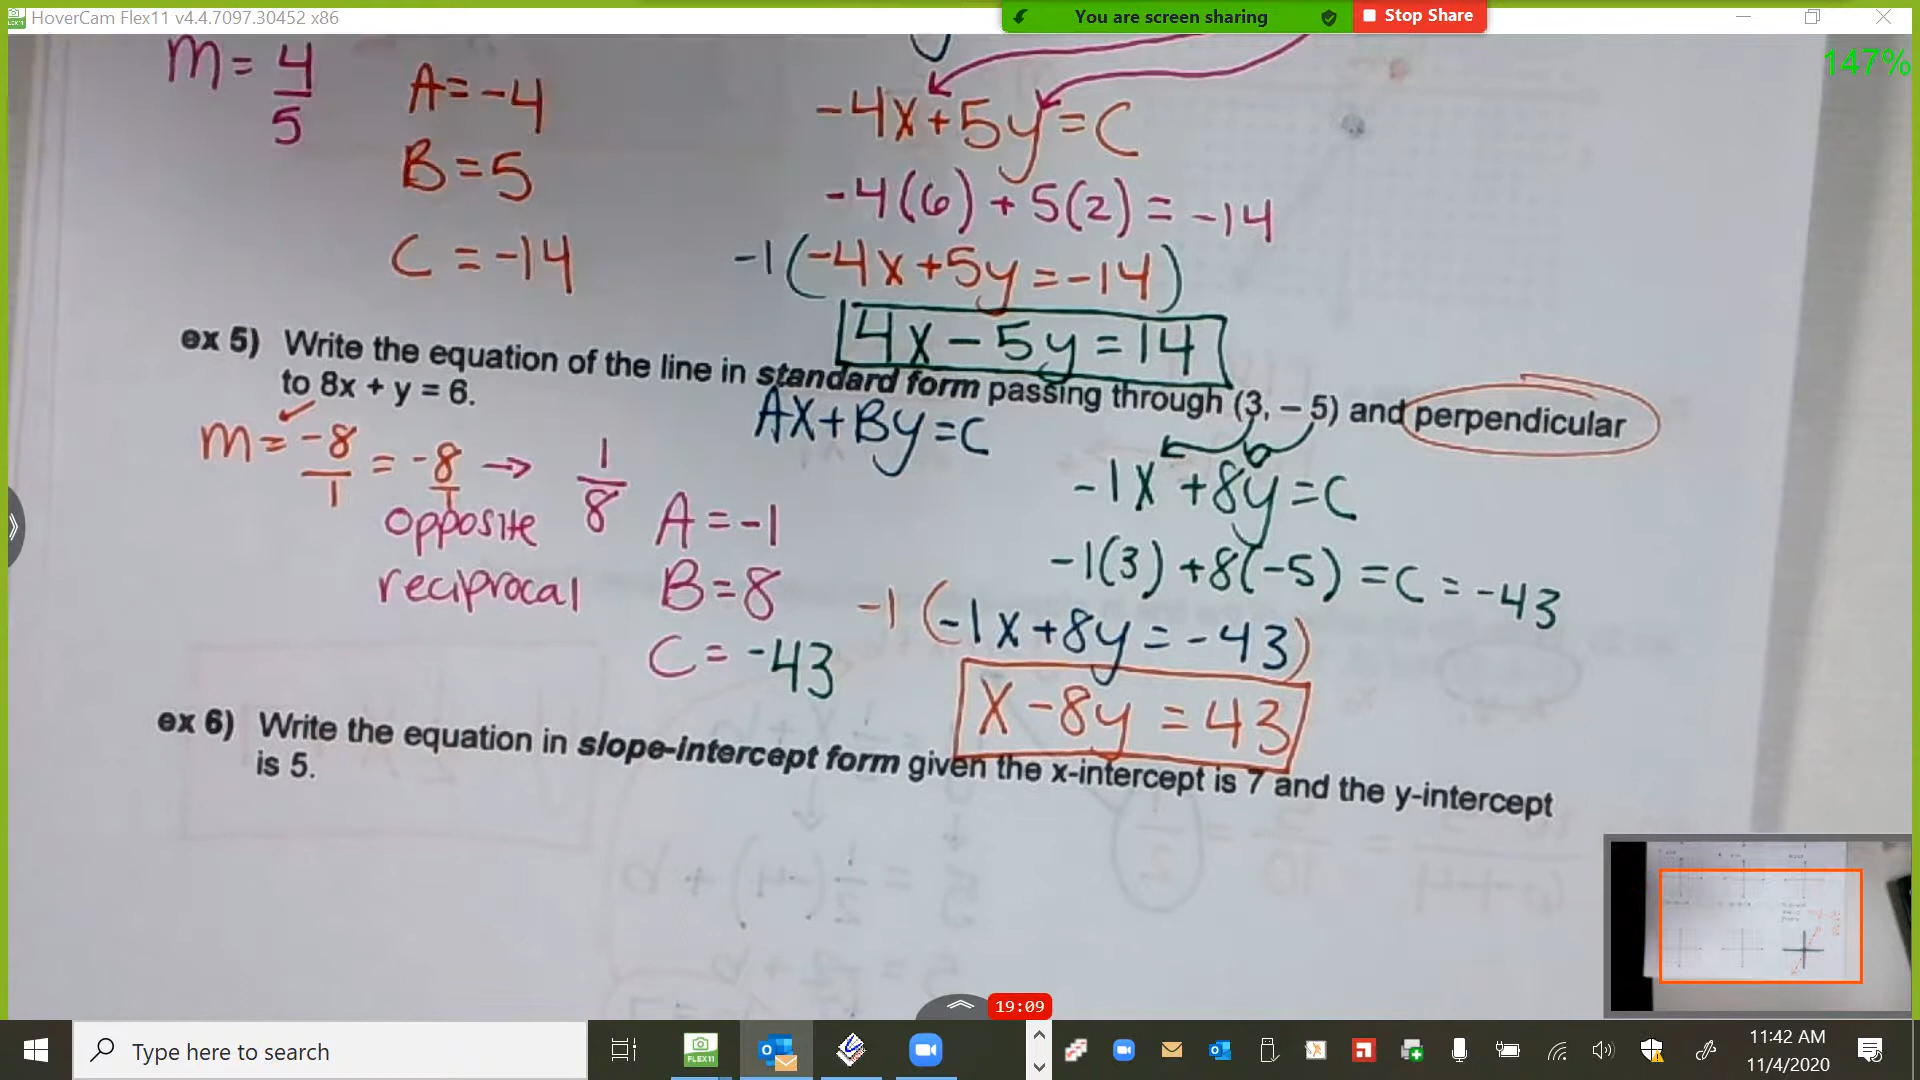 HoverCam Flex11 v4.4.7097.30452 x86
You are screen sharing
Stop Share
147%
M = 4/5
A = -4
B = 5
C = -14
-4x+5y=C
-4(6) + 5(2) = -14
-1(-4x+5y=-14)
4x-5y=14
ex 5) Write the equation of the line in standard form passing through (3, – 5) and perpendicular
to 8x + y = 6.
Ax+By=C
M = -8/1 = -8/1 → 1/8
opposite
reciprocal
A = -1
B = 8
C = -43
-1x+8y=C
-1(3) +8(-5) = C = -43
-1(-1x+8y=-43)
x-8y=43
ex 6) Write the equation in slope-intercept form given the x-intercept is 7 and the y-intercept
is 5.
19:09
Type here to search
FLEX11
11:42 AM
11/4/2020